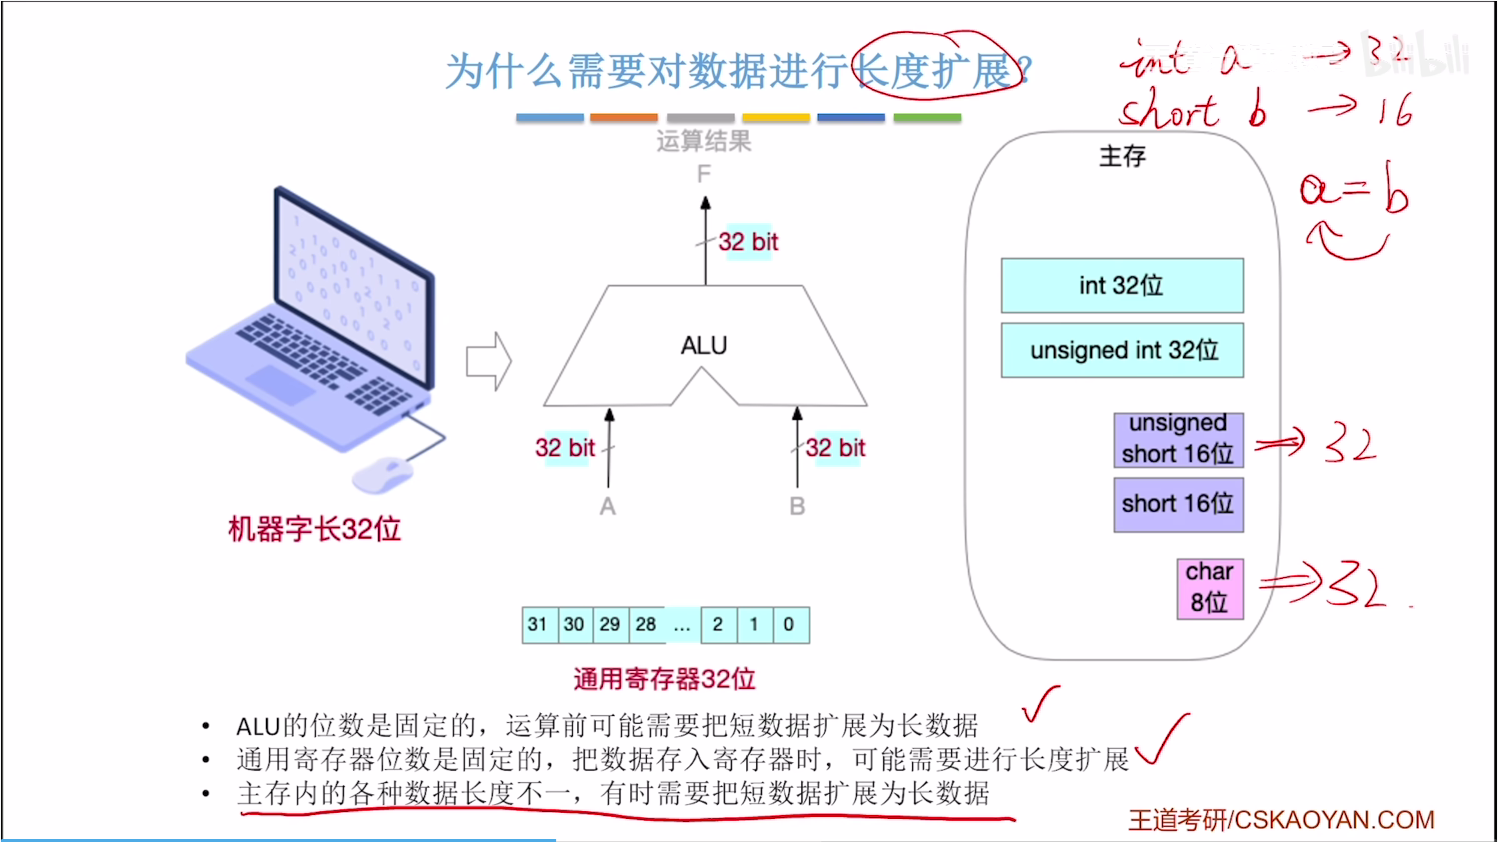 为什么需要对数据进行长度扩展？
int a → 32
short b → 16
a = b
运算结果
F
32 bit
ALU
32 bit
32 bit
A
B
机器字长32位
31 30 29 28 ... 2 1 0
通用寄存器32位
主存
int 32位
unsigned int 32位
unsigned
short 16位
⇒ 32
short 16位
char
8位
⇒ 32
• ALU的位数是固定的，运算前可能需要把短数据扩展为长数据
• 通用寄存器位数是固定的，把数据存入寄存器时，可能需要进行长度扩展
• 主存内的各种数据长度不一，有时需要把短数据扩展为长数据
王道考研/CSKAOYAN.COM
bilibili